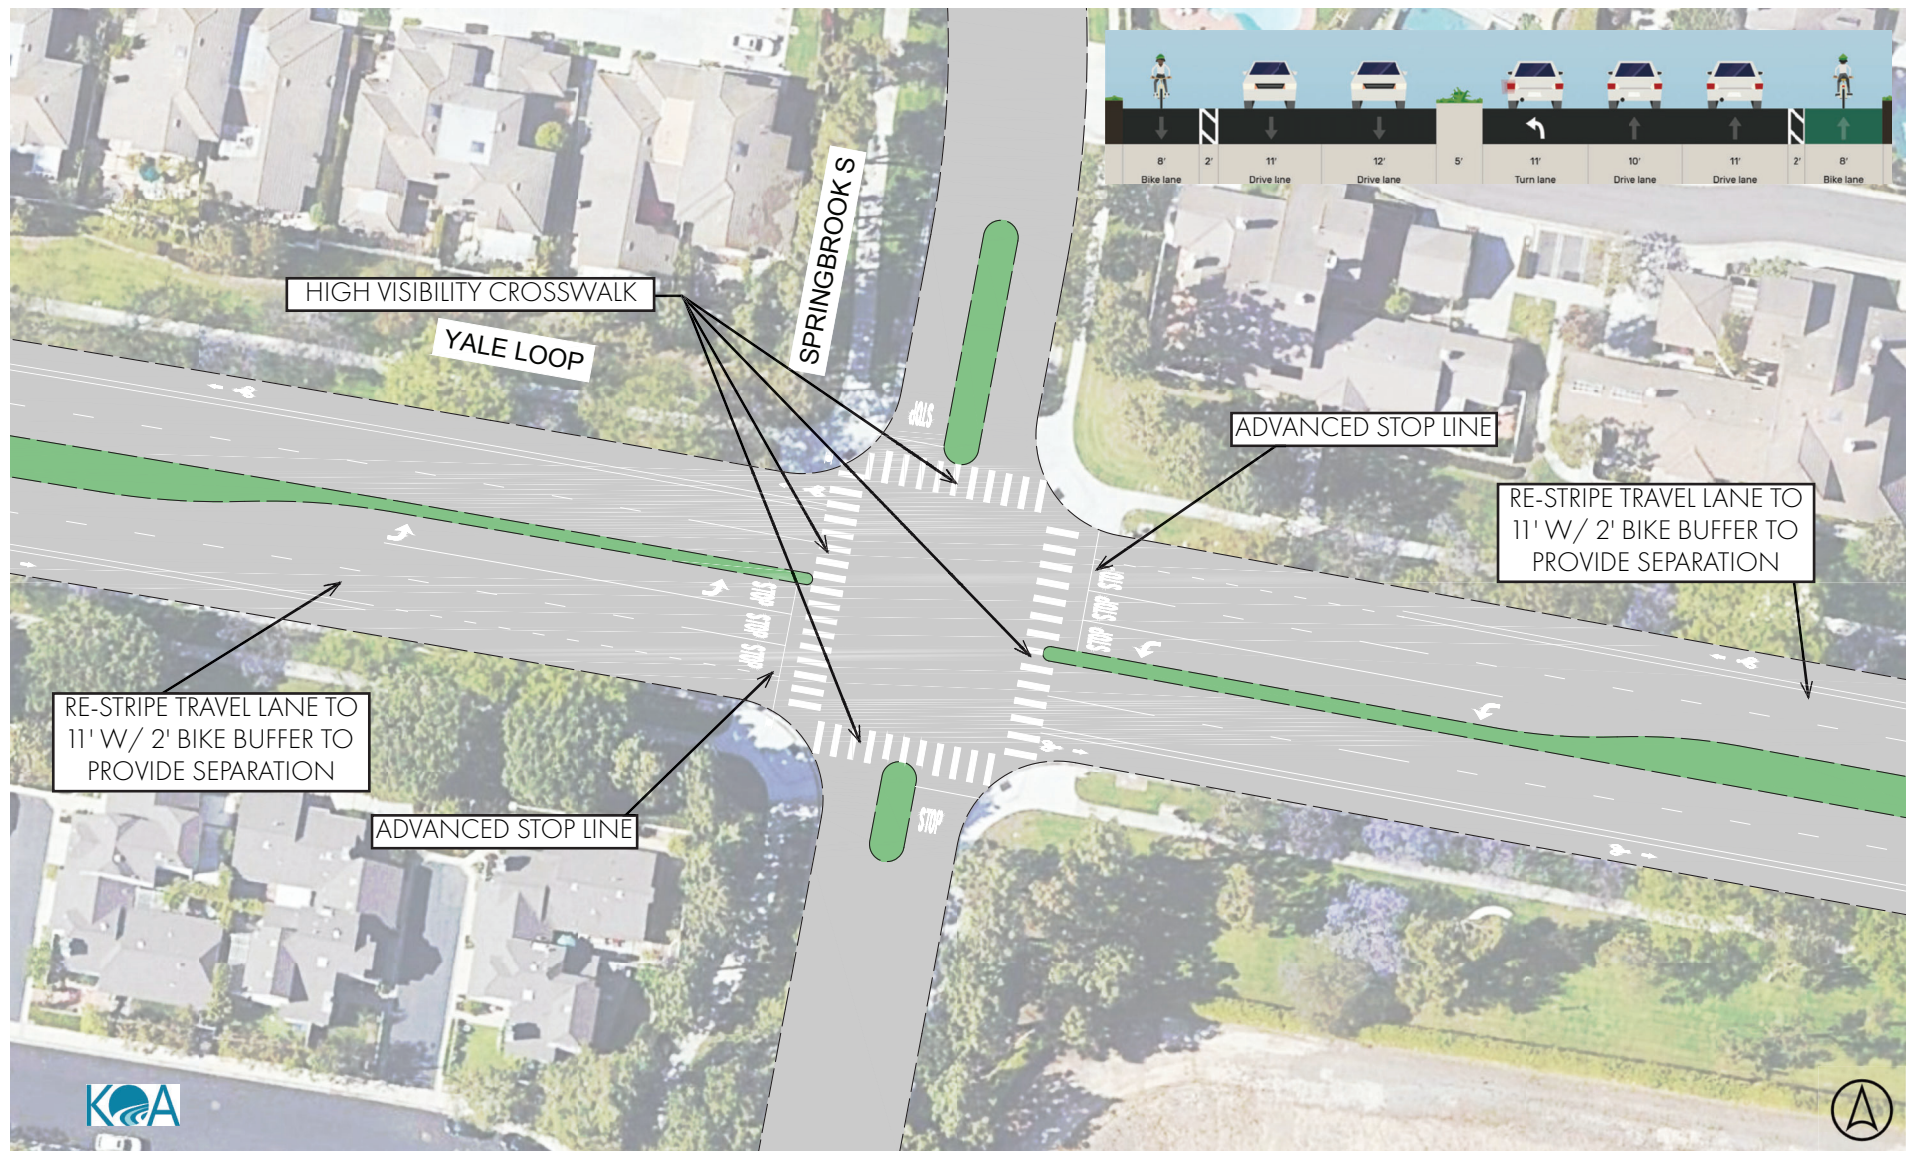 8' 2' 11' 12' 5' 11' 10' 11' 2' 8'
Bike lane Drive lane Drive lane Turn lane Drive lane Drive lane Bike lane
SPRINGBROOK S
HIGH VISIBILITY CROSSWALK
YALE LOOP
STOP
ADVANCED STOP LINE
RE-STRIPE TRAVEL LANE TO
11' W/ 2' BIKE BUFFER TO
PROVIDE SEPARATION
STOP
STOP
STOP
STOP
STOP
STOP
RE-STRIPE TRAVEL LANE TO
11' W/ 2' BIKE BUFFER TO
PROVIDE SEPARATION
ADVANCED STOP LINE
STOP
KOA